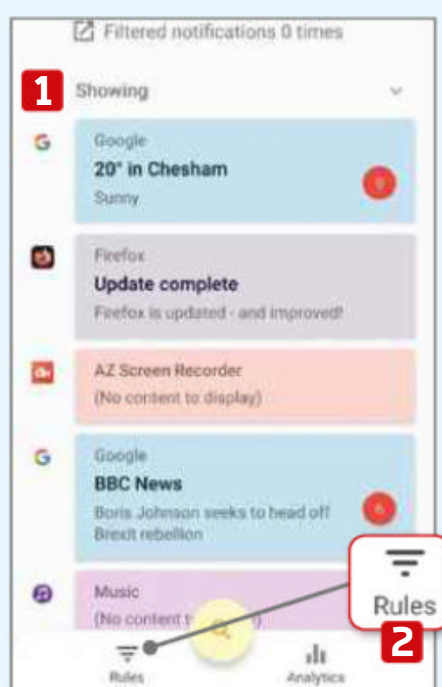 Filtered notifications 0 times
1
Showing
Google
20° in Chesham
Sunny
Firefox
Update complete
Firefox is updated - and improved!
AZ Screen Recorder
(No content to display)
Google
BBC News
6
Boris Johnson seeks to head off
Brexit rebellion
Music
(No content
Rules
2
Rules
Analytics